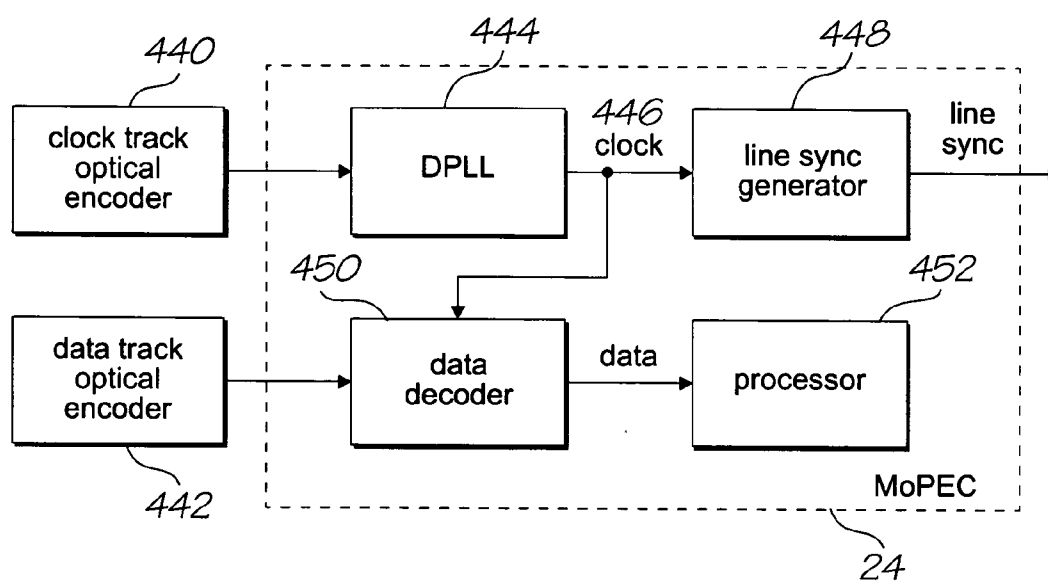 440
444
448
clock track
optical
encoder
DPLL
446
clock
line sync
generator
line
sync
450
452
data track
optical
encoder
data
decoder
data
processor
442
MoPEC
24